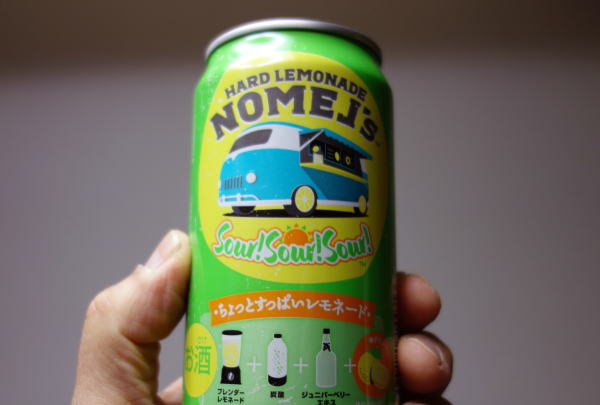 HARD LEMONADE
NOMEL's
Sour!Sour!Sour!
・ちょっとすっぱいレモネード・
お酒
+ + +
ブレンダー
レモネード
炭酸
ジュニパーベリー
エキス